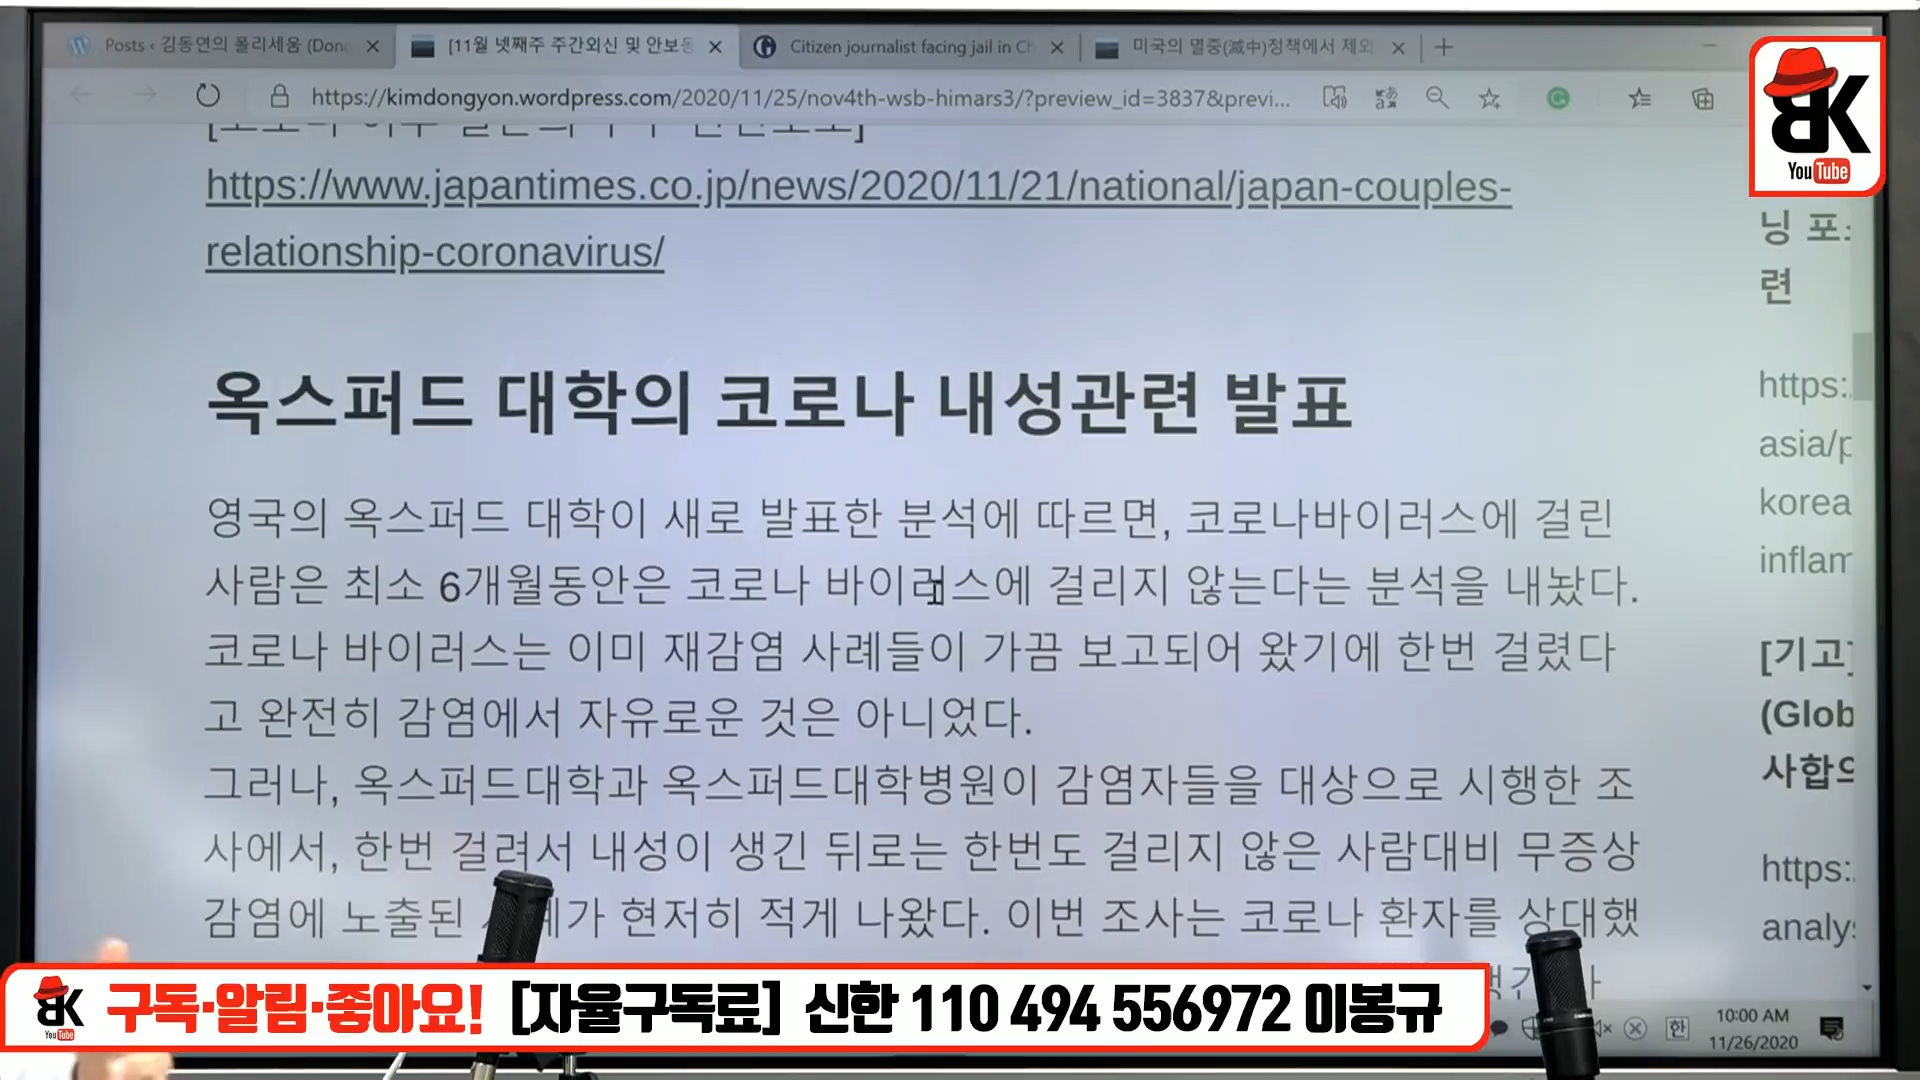 Posts ‹ 김동연의 폴리세움 (Dong
[11월 넷째주 주간외신 및 안보동
Citizen journalist facing jail in Ch
미국의 멸중(滅中)정책에서 제외
https://kimdongyon.wordpress.com/2020/11/25/nov4th-wsb-himars3/?preview_id=3837&previ...
BK
YouTube
https://www.japantimes.co.jp/news/2020/11/21/national/japan-couples-
relationship-coronavirus/
옥스퍼드 대학의 코로나 내성관련 발표
영국의 옥스퍼드 대학이 새로 발표한 분석에 따르면, 코로나바이러스에 걸린
사람은 최소 6개월동안은 코로나 바이러스에 걸리지 않는다는 분석을 내놨다.
코로나 바이러스는 이미 재감염 사례들이 가끔 보고되어 왔기에 한번 걸렸다
고 완전히 감염에서 자유로운 것은 아니었다.
그러나, 옥스퍼드대학과 옥스퍼드대학병원이 감염자들을 대상으로 시행한 조
사에서, 한번 걸려서 내성이 생긴 뒤로는 한번도 걸리지 않은 사람대비 무증상
감염에 노출된 가 현저히 적게 나왔다. 이번 조사는 코로나 환자를 상대했
닝 포
련
https:
asia/p
korea
inflam
[기고]
(Glob
사합으
https:
analys
BK
YouTube
구독·알림·좋아요! [자율구독료] 신한 110 494 556972 이봉규
한
10:00 AM
11/26/2020